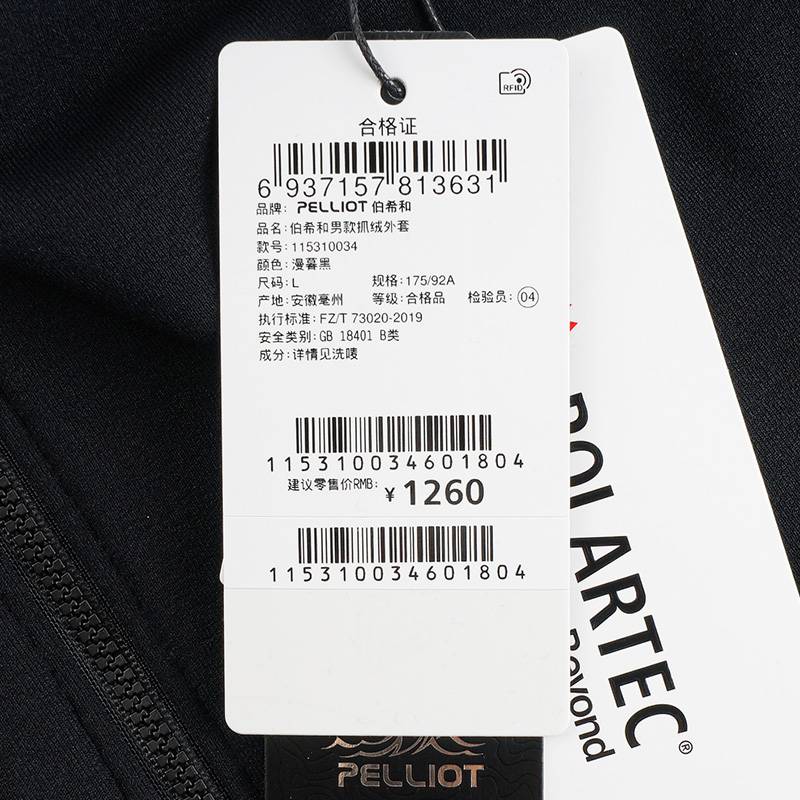 RFID
合格证
6 937157 813631
品牌: PELLIOT 伯希和
品名:伯希和男款抓绒外套
款号:115310034
颜色:漫暮黑
尺码:L 规格:175/92A
产地:安徽亳州 等级:合格品 检验员: 04
执行标准:FZ/T 73020-2019
安全类别:GB 18401 B类
成分:详情见洗唛
115310034601804
建议零售价RMB: ¥ 1260
115310034601804
POLARTEC®
Beyond
PELLIOT